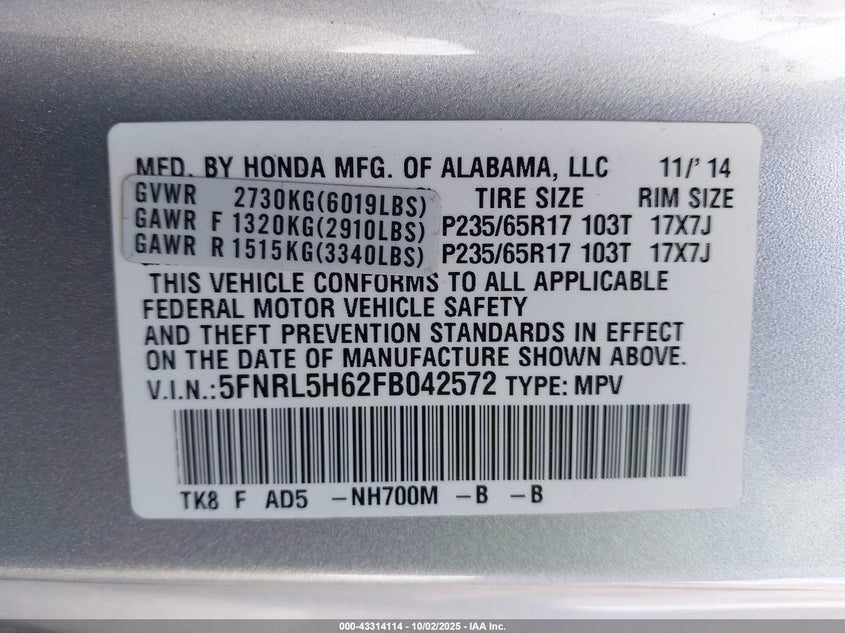 MFD. BY HONDA MFG. OF ALABAMA, LLC 11/' 14
GVWR 2730KG(6019LBS) TIRE SIZE RIM SIZE
GAWR F 1320KG(2910LBS) P235/65R17 103T 17X7J
GAWR R 1515KG(3340LBS) P235/65R17 103T 17X7J
THIS VEHICLE CONFORMS TO ALL APPLICABLE
FEDERAL MOTOR VEHICLE SAFETY
AND THEFT PREVENTION STANDARDS IN EFFECT
ON THE DATE OF MANUFACTURE SHOWN ABOVE.
V.I.N.: 5FNRL5H62FB042572 TYPE: MPV
TK8 F AD5 -NH700M -B -B
000-43314114 - 10/02/2025 - IAA Inc.